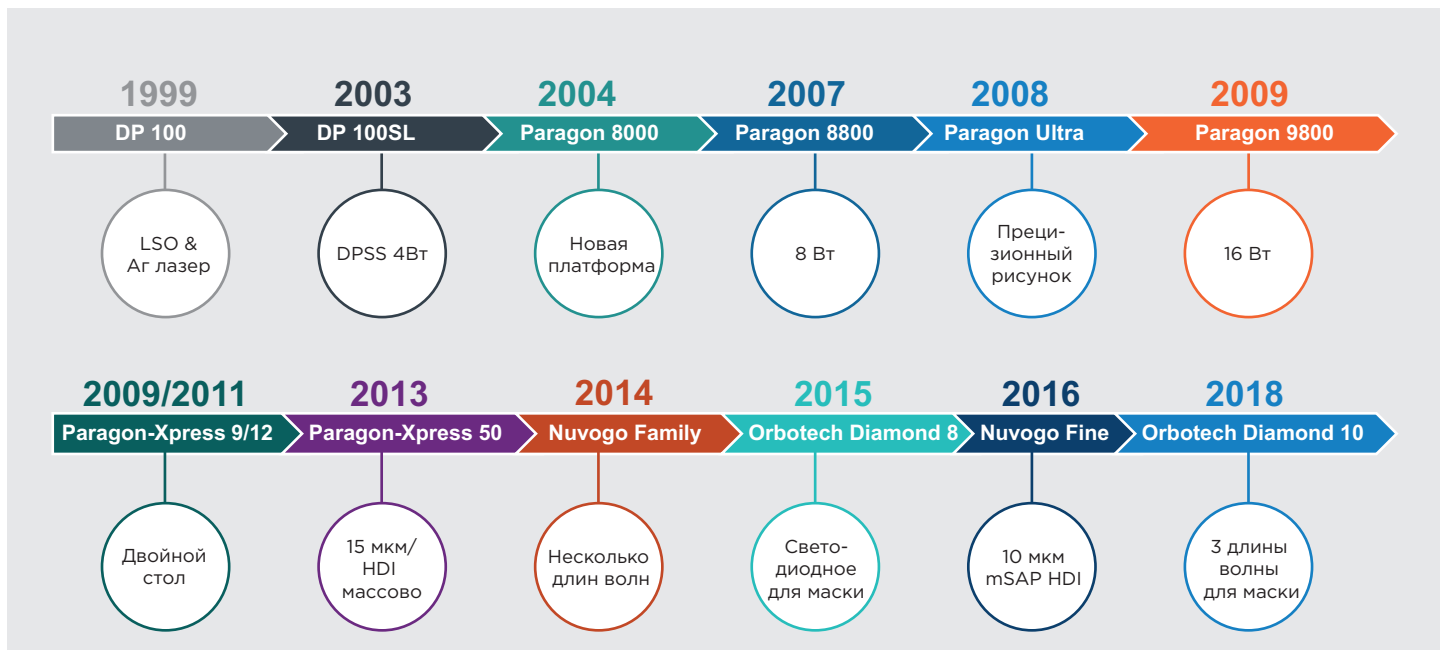 1999 2003 2004 2007 2008 2009
DP 100 DP 100SL Paragon 8000 Paragon 8800 Paragon Ultra Paragon 9800
LSO &
Аг лазер
DPSS 4Вт
Новая
платформа
8 Вт
Преци-
зионный
рисунок
16 Вт
2009/2011 2013 2014 2015 2016 2018
Paragon-Xpress 9/12 Paragon-Xpress 50 Nuvogo Family Orbotech Diamond 8 Nuvogo Fine Orbotech Diamond 10
Двойной
стол
15 мкм/
HDI
массово
Несколько
длин волн
Свето-
диодное
для маски
10 мкм
mSAP HDI
3 длины
волны
для маски